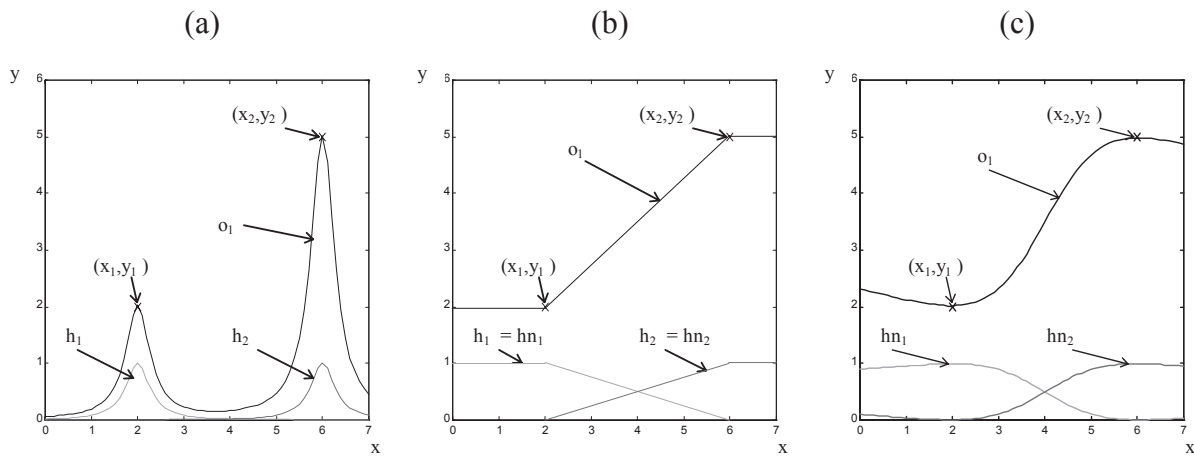 (a)
y
6
5
4
3
2
1
0
0 1 2 3 4 5 6 7
x
(x₂,y₂ )
o₁
(x₁,y₁ )
h₁
h₂
(b)
y
6
5
4
3
2
1
0
0 1 2 3 4 5 6 7
x
(x₂,y₂ )
o₁
(x₁,y₁ )
h₁ = hn₁
h₂ = hn₂
(c)
y
6
5
4
3
2
1
0
0 1 2 3 4 5 6 7
x
(x₂,y₂ )
o₁
(x₁,y₁ )
hn₁
hn₂